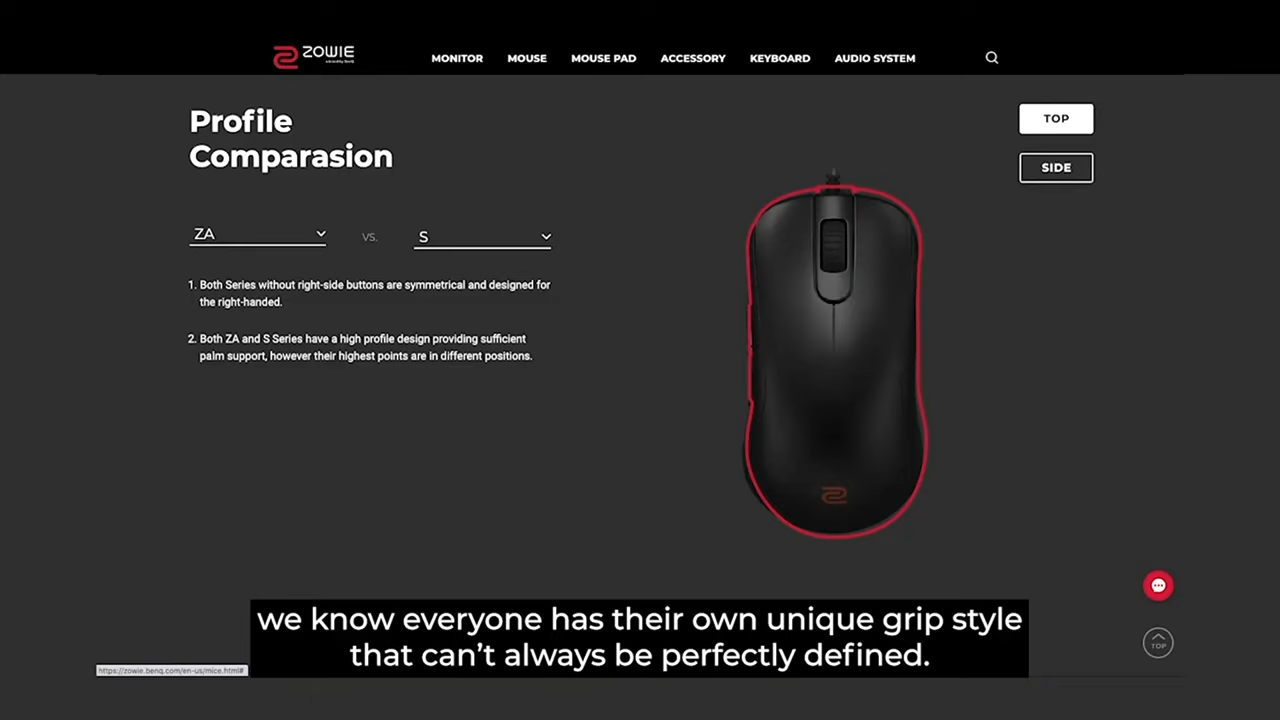 ZOWIE
MONITOR MOUSE MOUSE PAD ACCESSORY KEYBOARD AUDIO SYSTEM
Profile
Comparasion
TOP
SIDE
ZA VS. S
1. Both Series without right-side buttons are symmetrical and designed for
the right-handed.
2. Both ZA and S Series have a high profile design providing sufficient
palm support, however their highest points are in different positions.
we know everyone has their own unique grip style
that can't always be perfectly defined.
TOP
https://zowie.benq.com/en-us/mice.html#